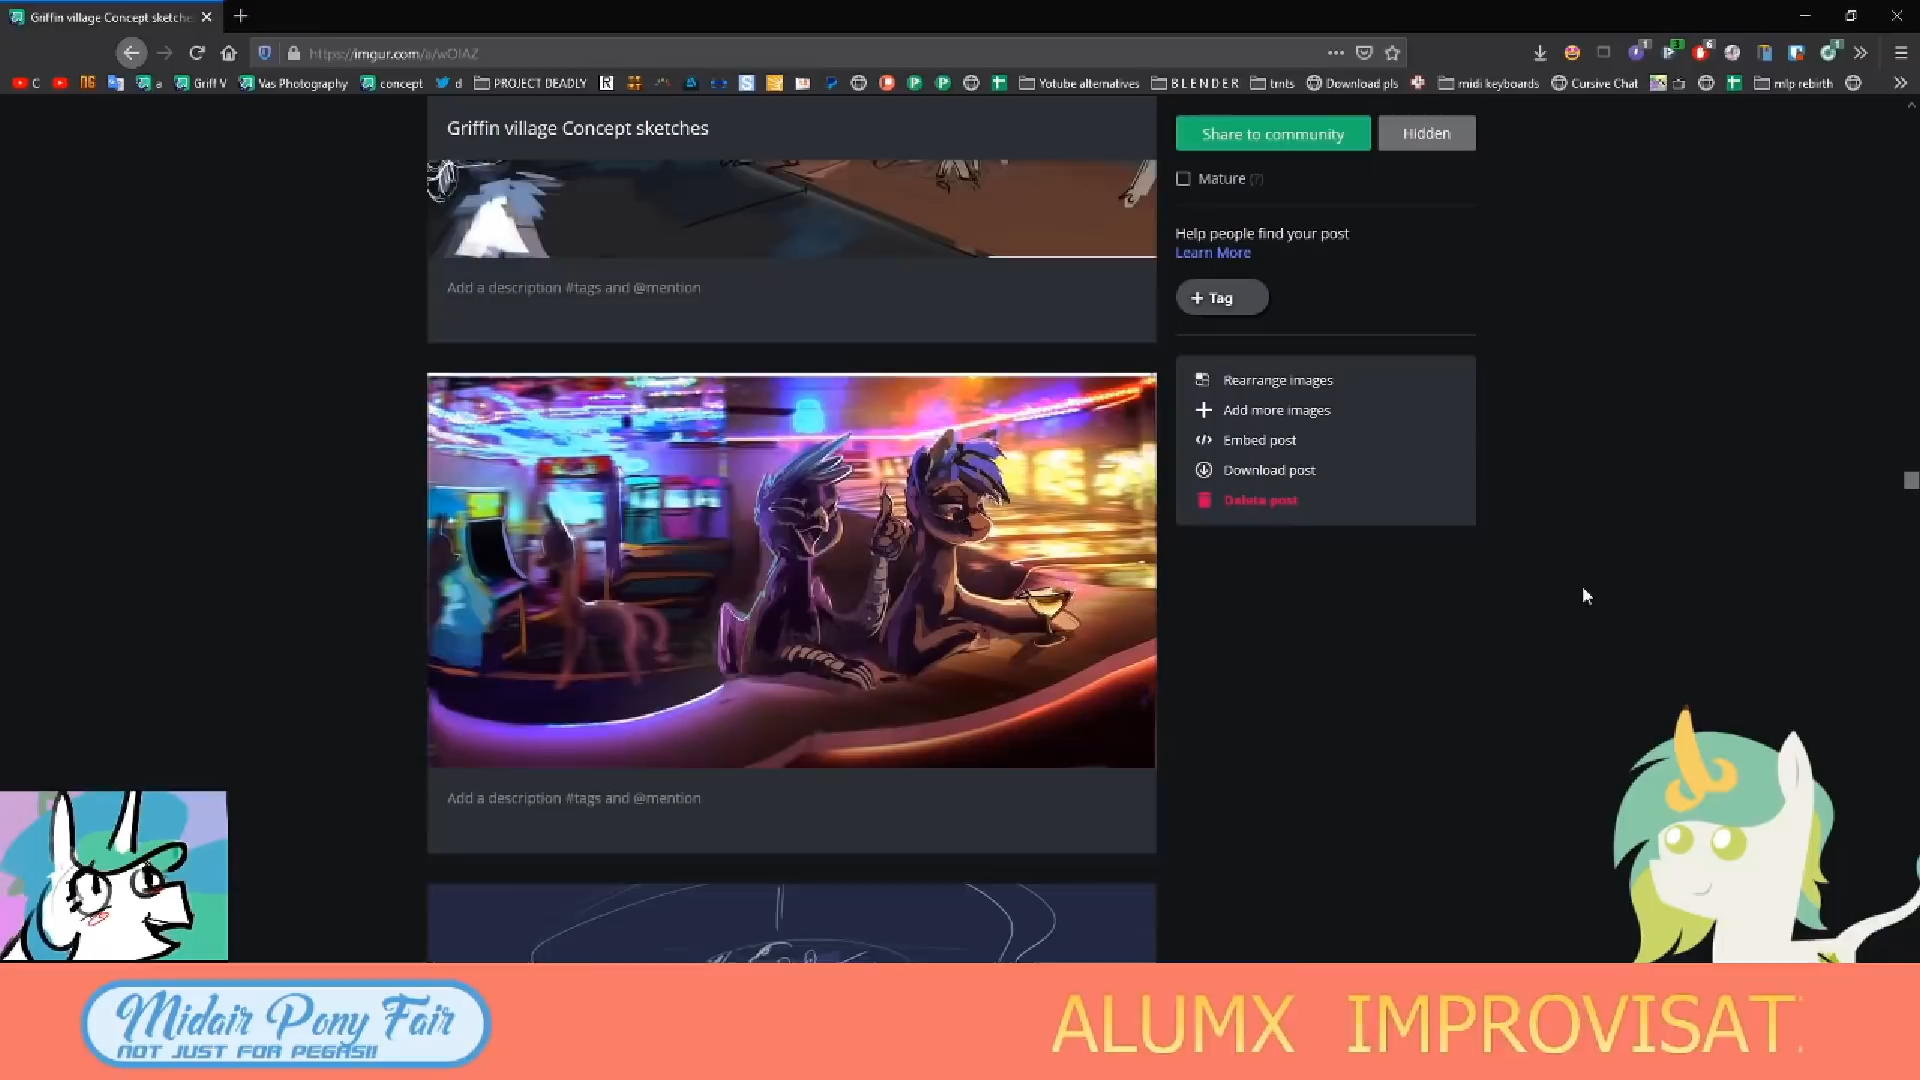 Griffin village Concept sketche
https://imgur.com/a/wOIAZ
C
a
Griff V
Vas Photography
concept
d
PROJECT DEADLY
Yotube alternatives
B L E N D E R
tmts
Download pls
midi keyboards
Cursive Chat
mlp rebirth
Griffin village Concept sketches
Share to community
Hidden
Mature (?)
Help people find your post
Learn More
+ Tag
Add a description #tags and @mention
Rearrange images
Add more images
Embed post
Download post
Delete post
Add a description #tags and @mention
Midair Pony Fair
NOT JUST FOR PEGASI!
ALUMX IMPROVISAT